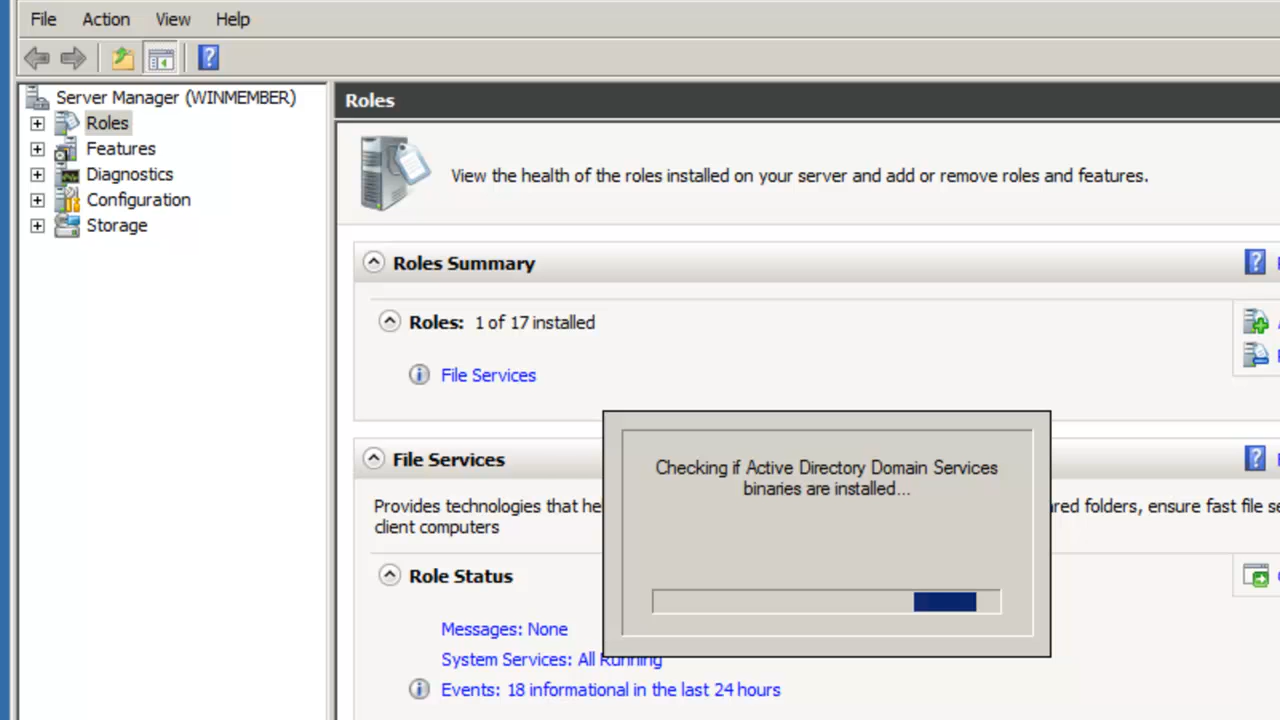 File Action View Help
Server Manager (WINMEMBER)
Roles
Features
Diagnostics
Configuration
Storage
Roles
View the health of the roles installed on your server and add or remove roles and features.
Roles Summary
Roles: 1 of 17 installed
File Services
Checking if Active Directory Domain Services
binaries are installed...
File Services
Provides technologies that he
red folders, ensure fast file se
client computers
Role Status
Messages: None
System Services: All Running
Events: 18 informational in the last 24 hours